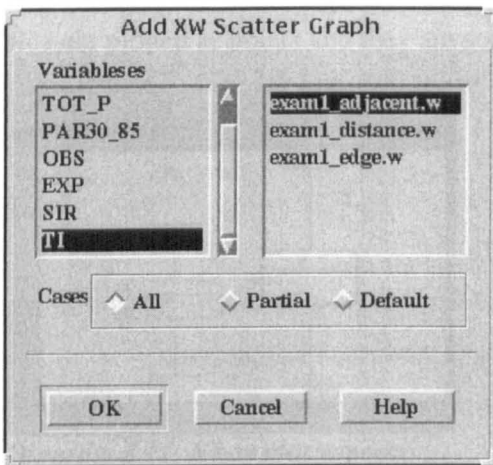 Add XW Scatter Graph
Variableses
TOT_P
PAR30_85
OBS
EXP
SIR
TI
exam1_adjacent.w
exam1_distance.w
exam1_edge.w
Cases All Partial Default
OK Cancel Help